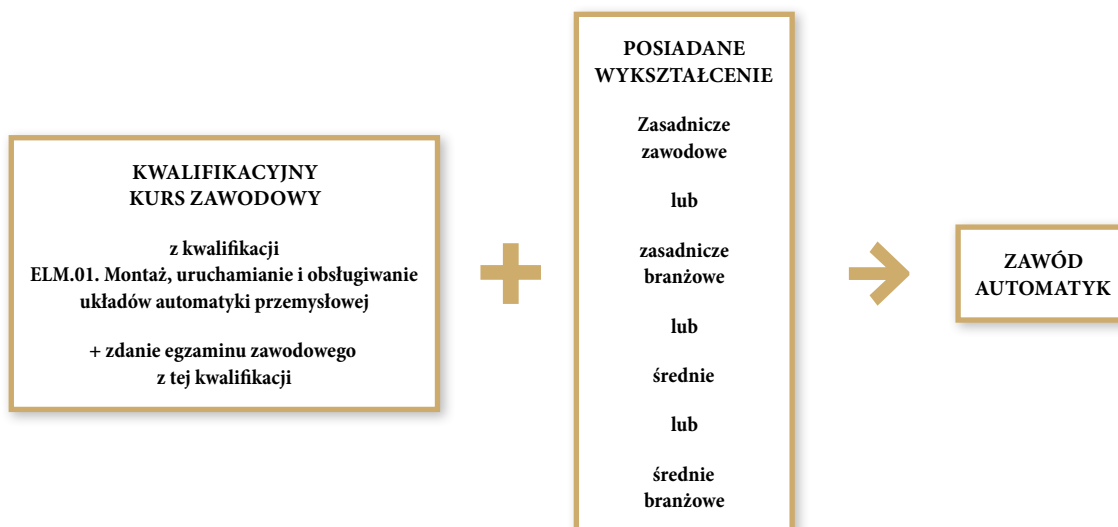 KWALIFIKACYJNY
KURS ZAWODOWY
z kwalifikacji
ELM.01. Montaż, uruchamianie i obsługiwanie
układów automatyki przemysłowej
+ zdanie egzaminu zawodowego
z tej kwalifikacji
POSIADANE
WYKSZTAŁCENIE
Zasadnicze
zawodowe
lub
zasadnicze
branżowe
lub
średnie
lub
średnie
branżowe
ZAWÓD
AUTOMATYK